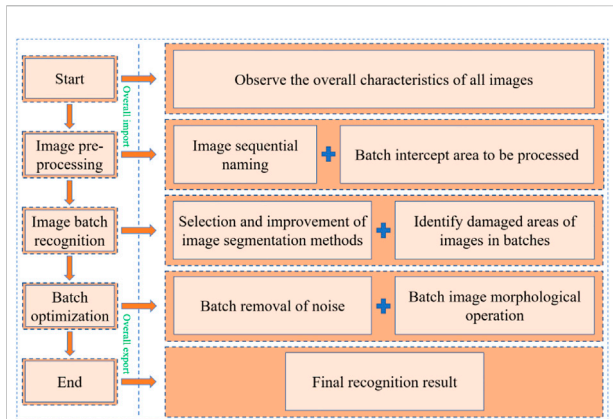 Start
Observe the overall characteristics of all images
Overall import
Image pre-
processing
Image sequential
naming
Batch intercept area to be processed
Image batch
recognition
Selection and improvement of
image segmentation methods
Identify damaged areas of
images in batches
Batch
optimization
Batch removal of noise
Batch image morphological
operation
Overall export
End
Final recognition result